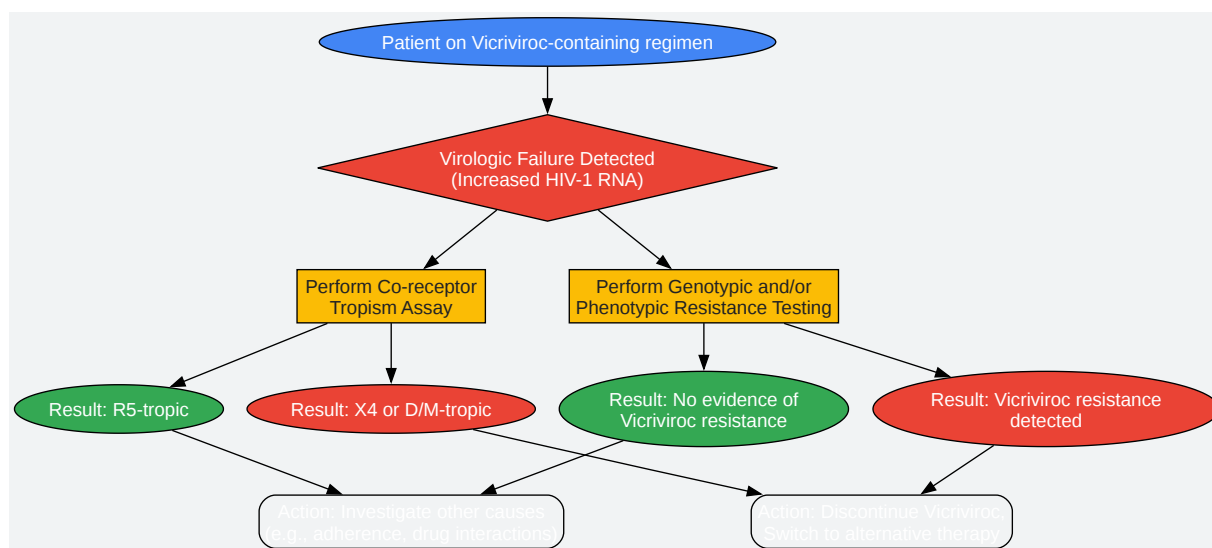 Patient on Vicriviroc-containing regimen
Virologic Failure Detected
(Increased HIV-1 RNA)
Perform Co-receptor
Tropism Assay
Perform Genotypic and/or
Phenotypic Resistance Testing
Result: R5-tropic
Result: X4 or D/M-tropic
Result: No evidence of
Vicriviroc resistance
Result: Vicriviroc resistance
detected
Action: Investigate other causes
(e.g., adherence, drug interactions)
Action: Discontinue Vicriviroc,
Switch to alternative therapy